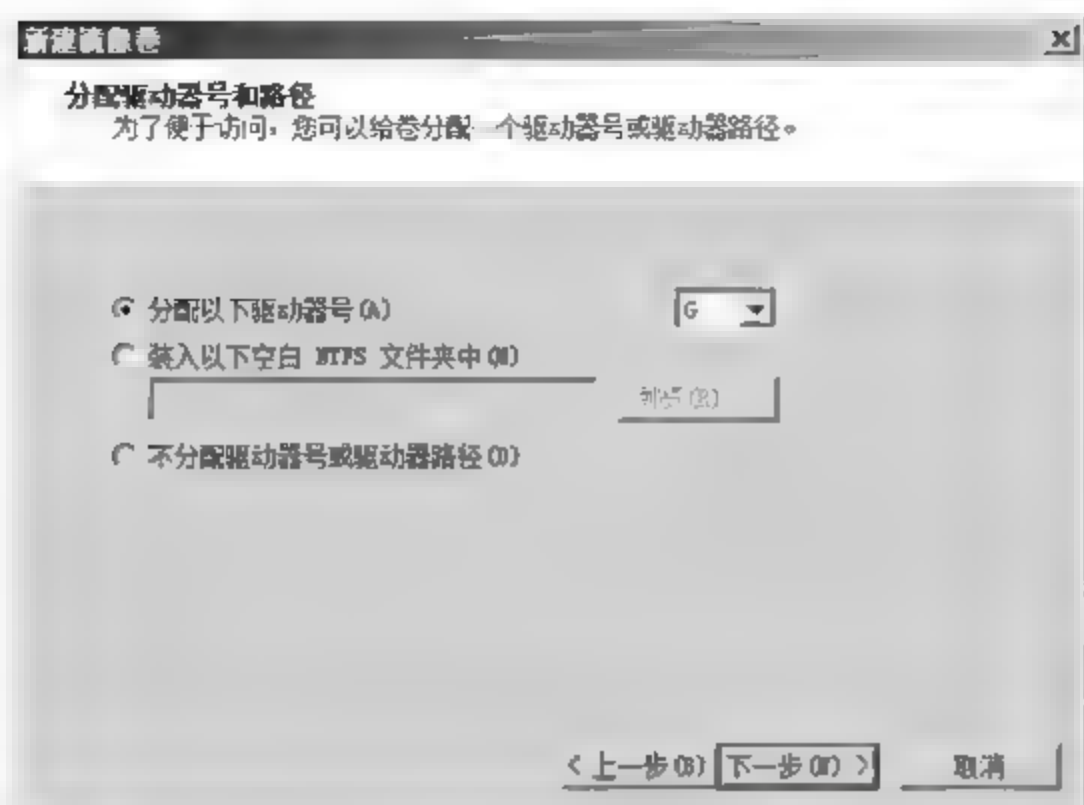 新建镜像卷
分配驱动器号和路径
为了便于访问，您可以给卷分配一个驱动器号或驱动器路径。
分配以下驱动器号(A)
G
装入以下空白 NTFS 文件夹中(M)
浏览(R)
不分配驱动器号或驱动器路径(D)
< 上一步(B)
下一步(N) >
取消